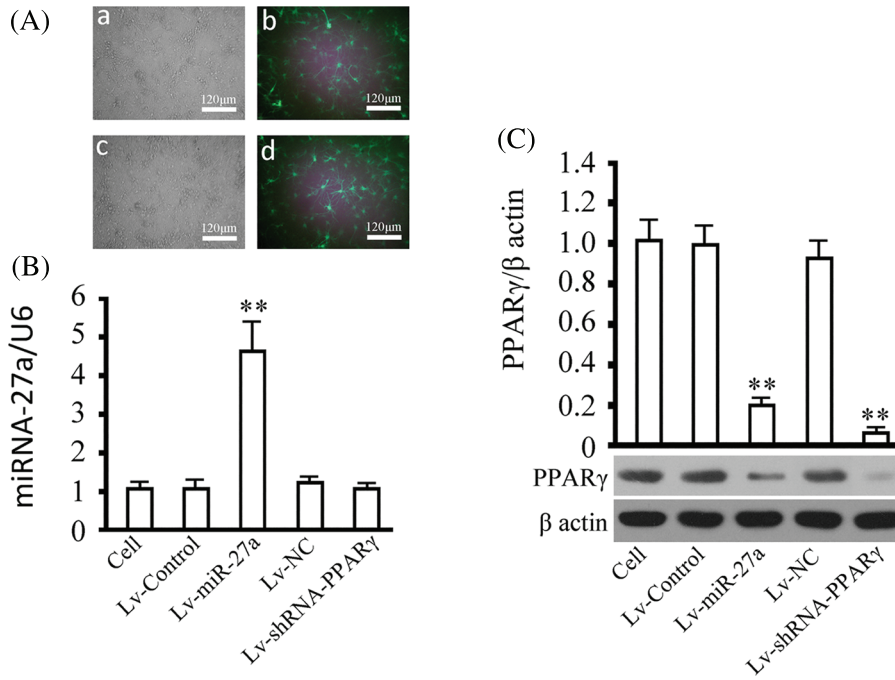 (A)
a
120μm
b
120μm
c
120μm
d
120μm
(B)
miRNA-27a/U6
6
5
4
3
2
1
0
**
Cell
Lv-Control
Lv-miR-27a
Lv-NC
Lv-shRNA-PPARγ
(C)
PPARγ/β actin
1.4
1.2
1.0
0.8
0.6
0.4
0.2
0
**
**
PPARγ
β actin
Cell
Lv-Control
Lv-miR-27a
Lv-NC
Lv-shRNA-PPARγ